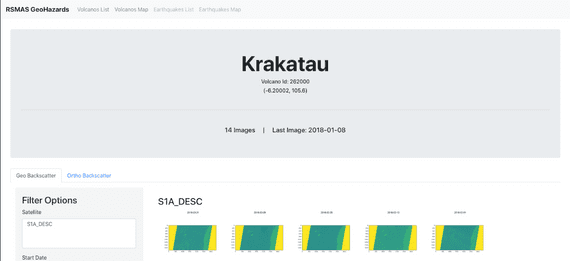 RSMAS GeoHazards Volcanos List Volcanos Map Earthquakes List Earthquakes Map
Krakatau
Volcano Id: 262000
(-6.20002, 105.6)
14 Images | Last Image: 2018-01-08
Geo Backscatter Ortho Backscatter
Filter Options
Satellite
S1A_DESC
Start Date
S1A_DESC